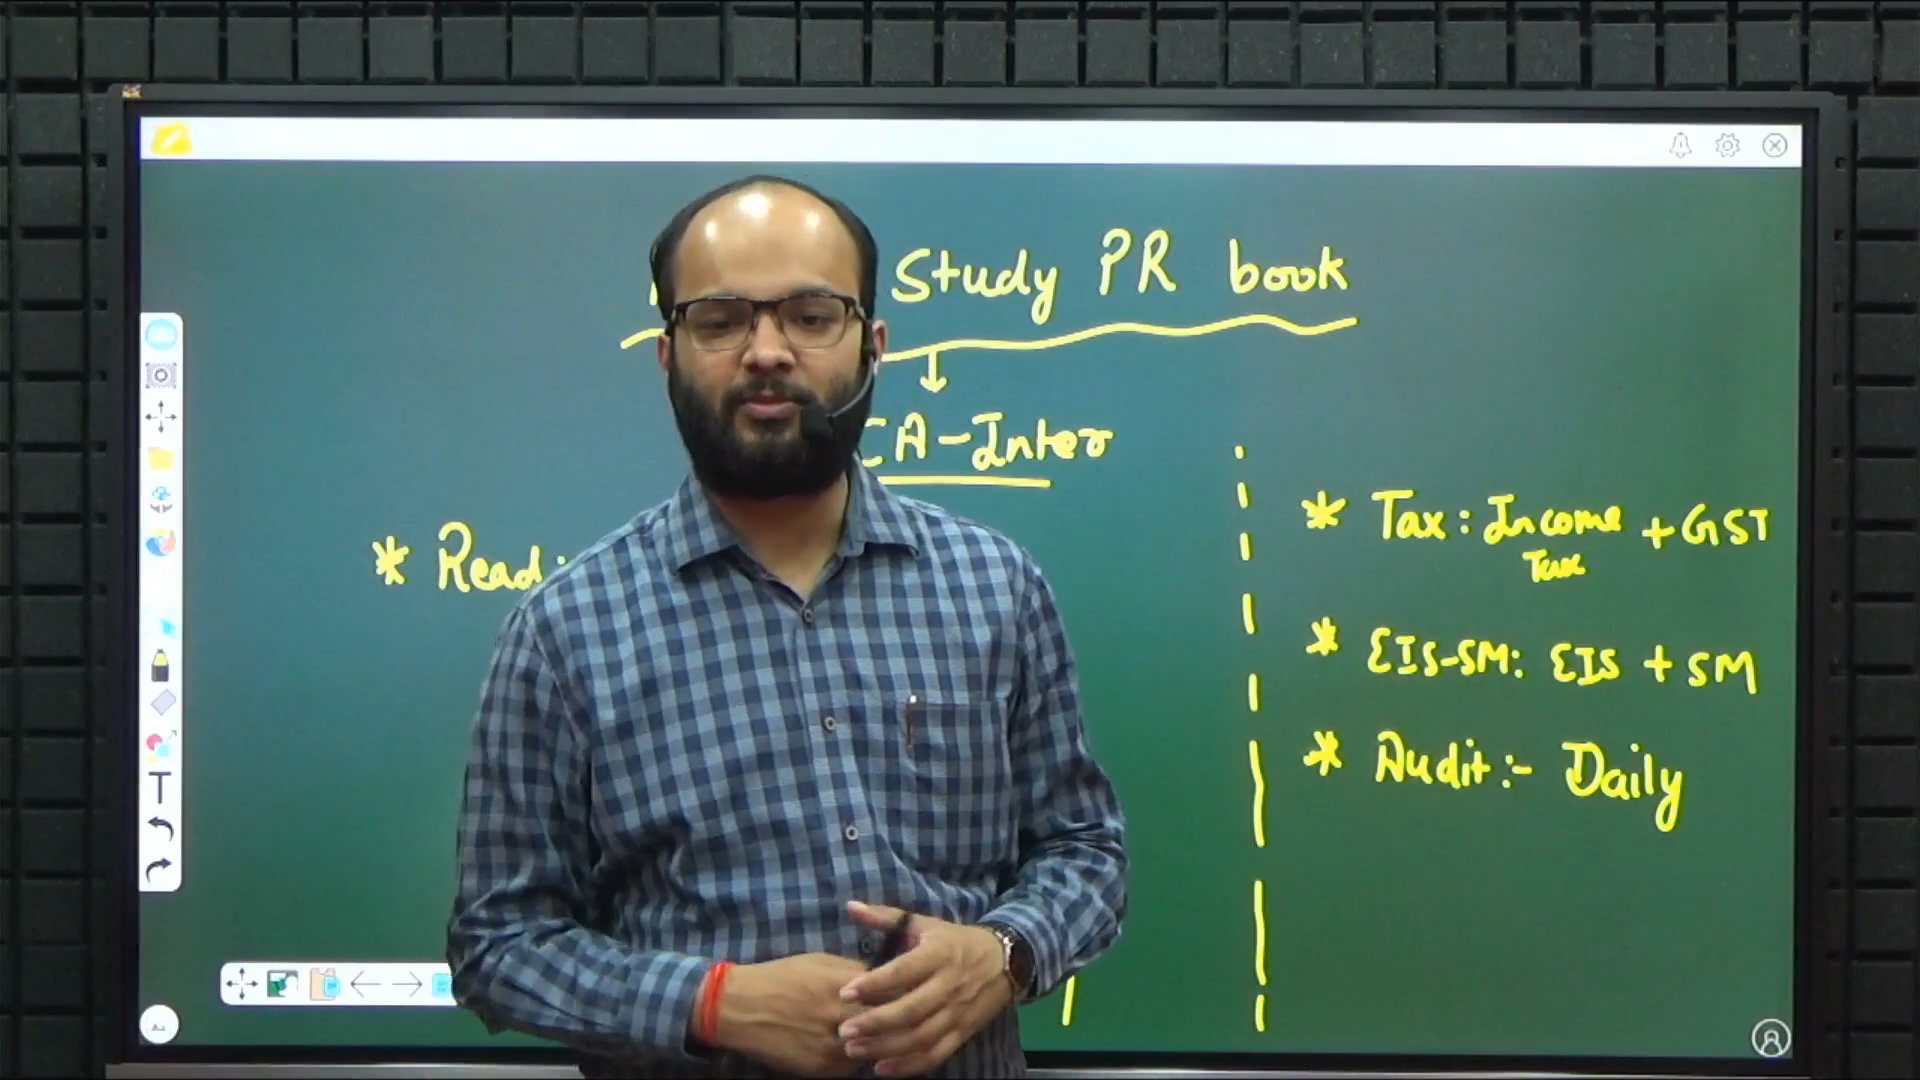 Study PR book
CA-Inter
* Read
* Tax: Income + GST
Tax
* EIS-SM: EIS + SM
* Audit:- Daily
T